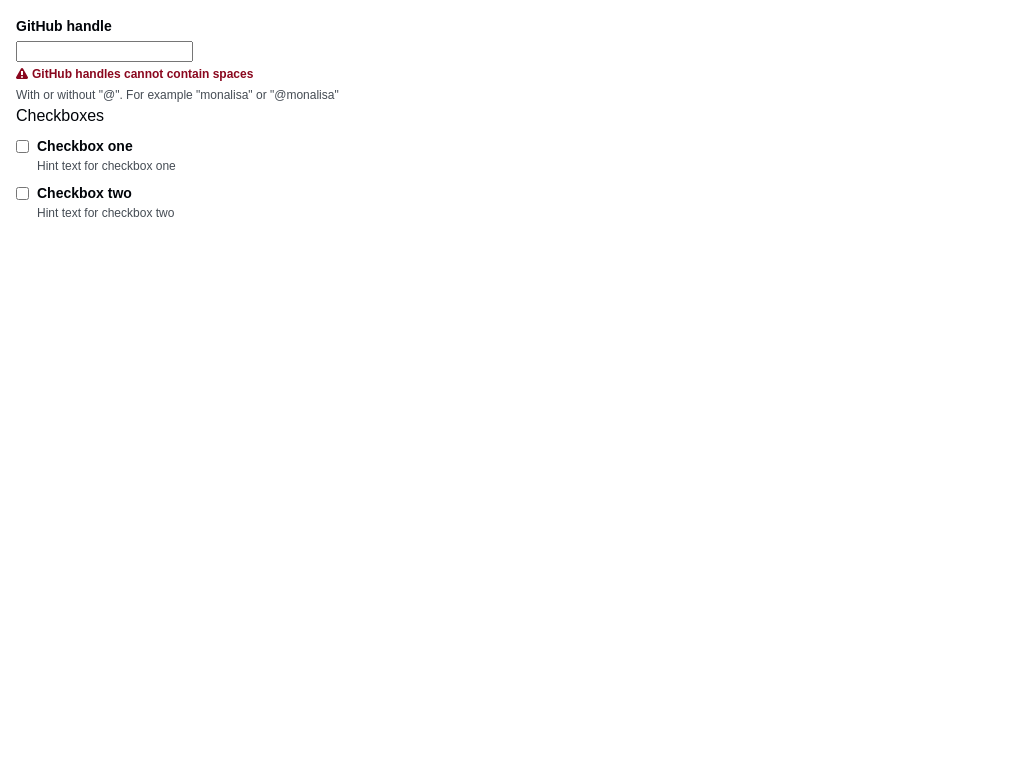 GitHub handle
GitHub handles cannot contain spaces
With or without "@". For example "monalisa" or "@monalisa"
Checkboxes
Checkbox one
Hint text for checkbox one
Checkbox two
Hint text for checkbox two